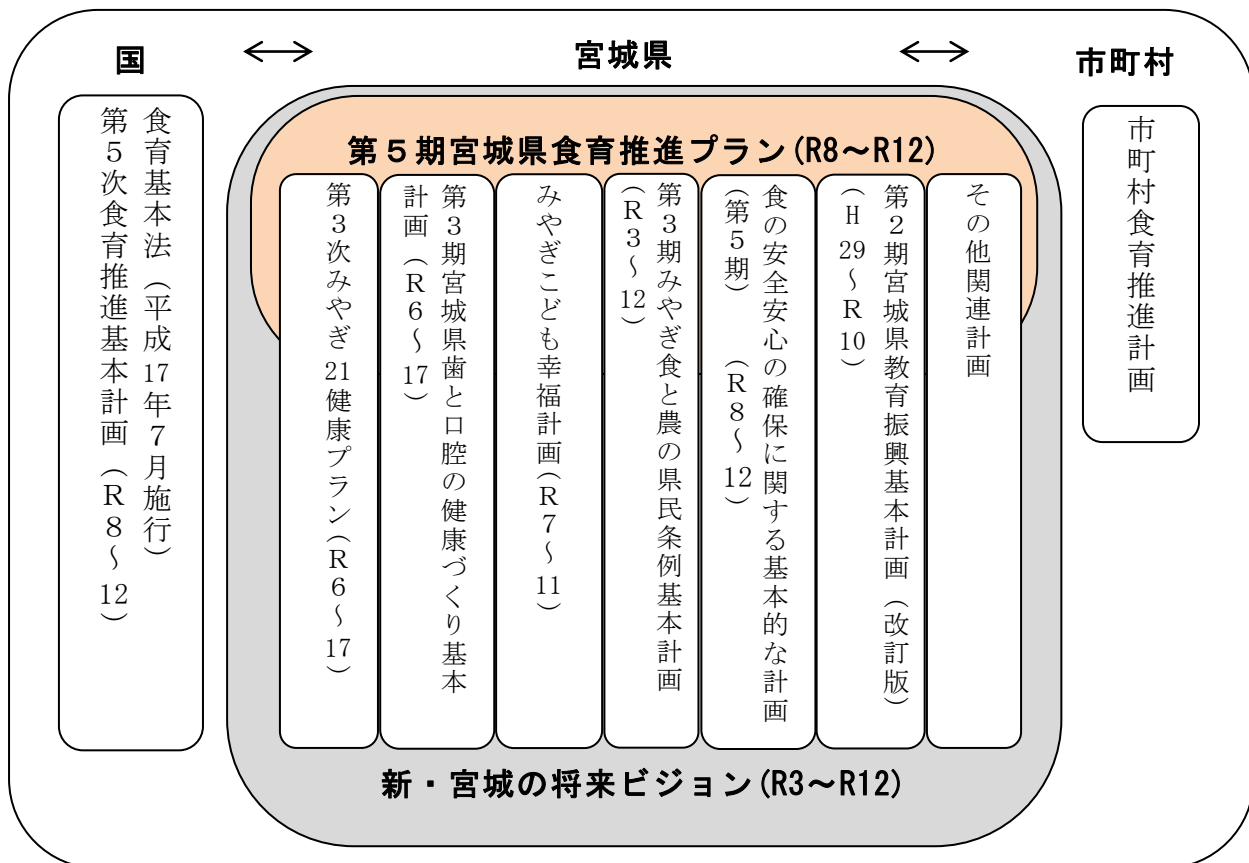 国
宮城県
市町村
食育基本法（平成17年７月施行）
第５次食育推進基本計画（Ｒ８～12）
第５期宮城県食育推進プラン(R8～R12)
第３次みやぎ21健康プラン（Ｒ６～17）
第３期宮城県歯と口腔の健康づくり基本
計画（Ｒ６～17）
みやぎこども幸福計画（Ｒ７～11）
第３期みやぎ食と農の県民条例基本計画
（Ｒ３～12）
食の安全安心の確保に関する基本的な計画
（第５期）　（Ｒ８～12）
第２期宮城県教育振興基本計画（改訂版）
（Ｈ29～Ｒ10）
その他関連計画
新・宮城の将来ビジョン(R3～R12)
市町村食育推進計画